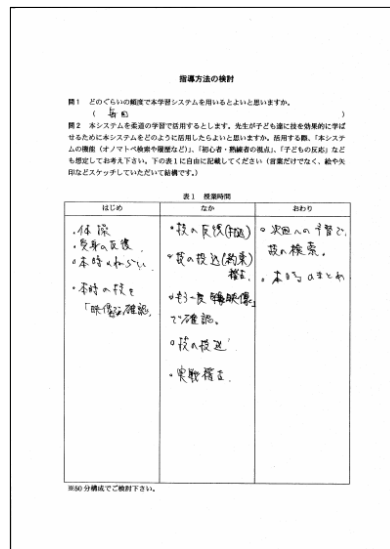 指導方法の検討
問1 どのぐらいの頻度で本学習システムを用いるとよいと思いますか。
( 毎回 )
問2 本システムを柔道の学習で活用するとします。先生が子ども達に技を効果的に学ば
せるために本システムをどのように活用したらよいと思いますか。活用する際、「本システ
ムの機能（オノマトペ検索や履歴など）」、「初心者・熟練者の視点」、「子どもの反応」なども
も想定してお考え下さい。下の表1に自由に記載してください（言葉だけでなく、絵や矢
印などスケッチしていただいて結構です。）
表1 授業時間
はじめ
・体操
・受身の反復
・本時のねらい
・本時の技を
「映像」で確認。
なか
・技の反復
・技の投込(約束)
・もう一度「映像」
で確認。
・技の投込
・実戦稽古
おわり
・次回への予習で、
技の検索。
・本時のまとめ
※50分構成でご検討下さい。